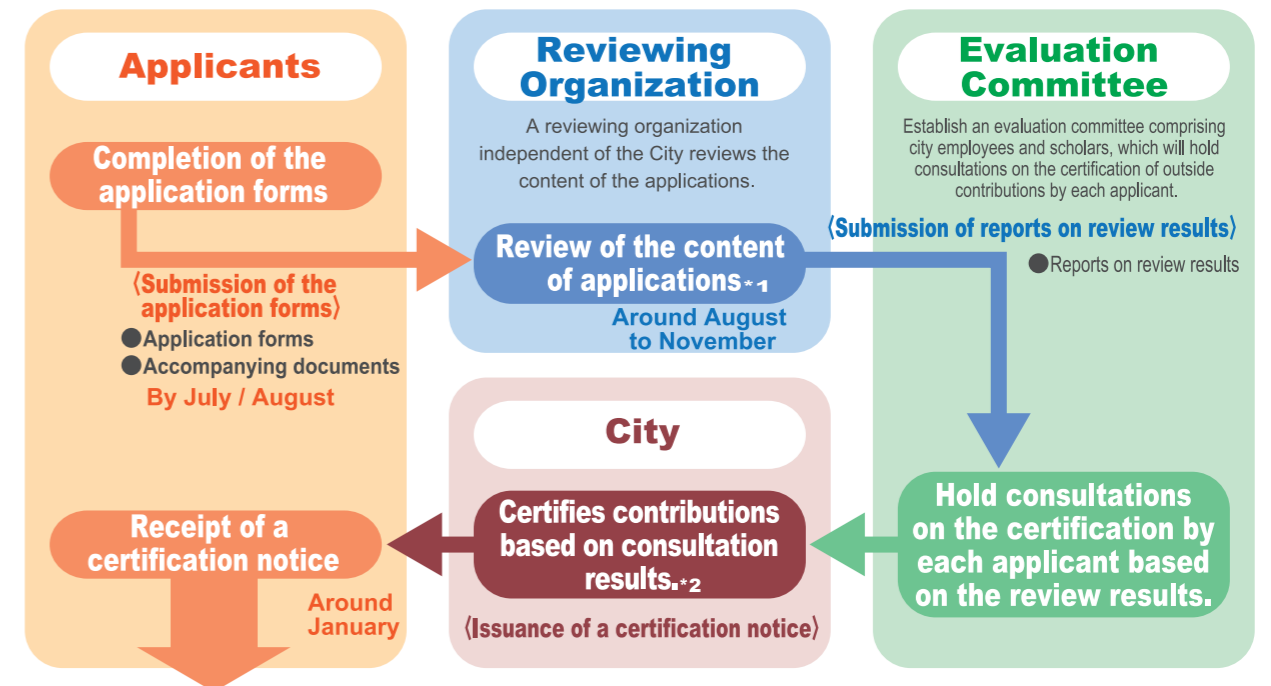 Applicants
Completion of the
application forms
〈Submission of the
application forms〉
●Application forms
●Accompanying documents
By July / August
Reviewing
Organization
A reviewing organization
independent of the City reviews the
content of the applications.
Review of the content
of applications*1
Around August
to November
Evaluation
Committee
Establish an evaluation committee comprising
city employees and scholars, which will hold
consultations on the certification of outside
contributions by each applicant.
〈Submission of reports on review results〉
●Reports on review results
Hold consultations
on the certification by
each applicant based
on the review results.
City
Certifies contributions
based on consultation
results.*2
〈Issuance of a certification notice〉
Receipt of a
certification notice
Around
January